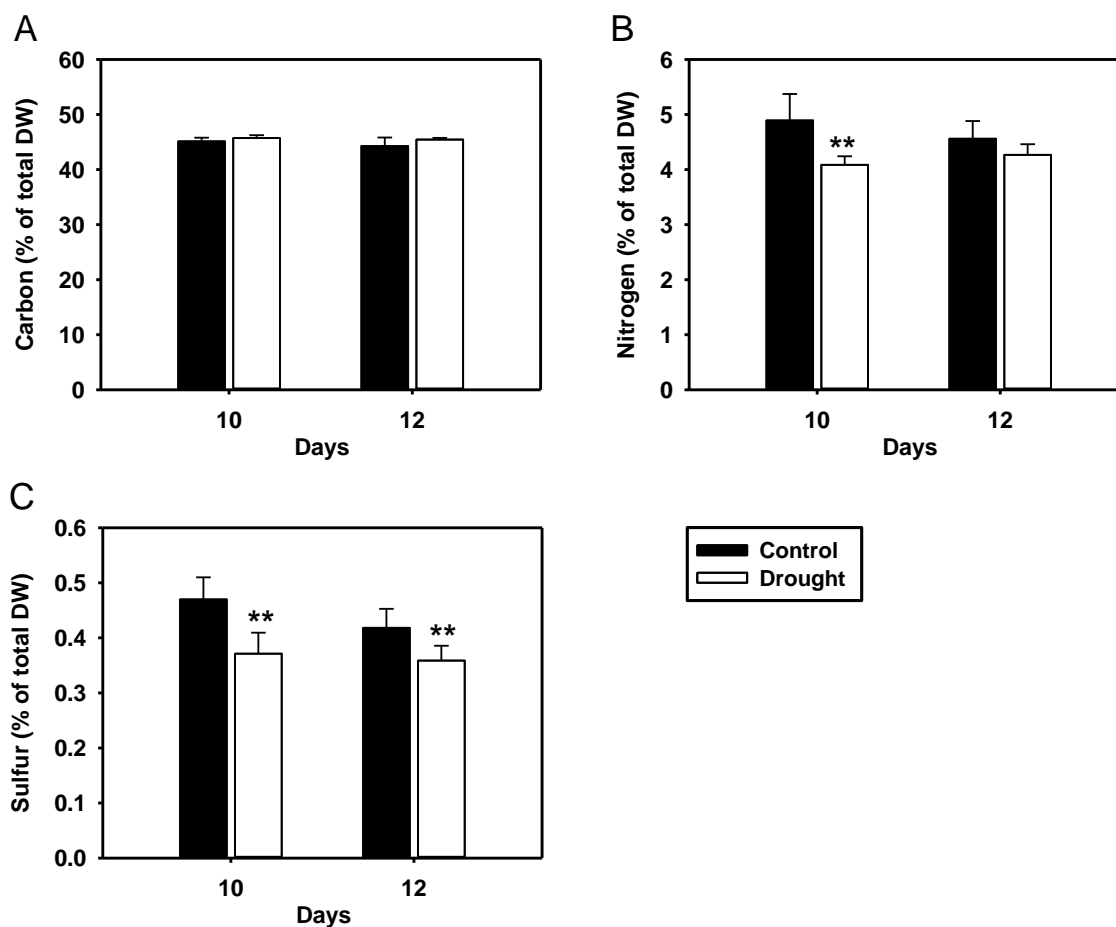 A
Carbon (% of total DW)
60
50
40
30
20
10
0
10
12
Days
B
Nitrogen (% of total DW)
6
5
4
3
2
1
0
**
10
12
Days
C
Sulfur (% of total DW)
0.6
0.5
0.4
0.3
0.2
0.1
0.0
**
**
10
12
Days
Control
Drought